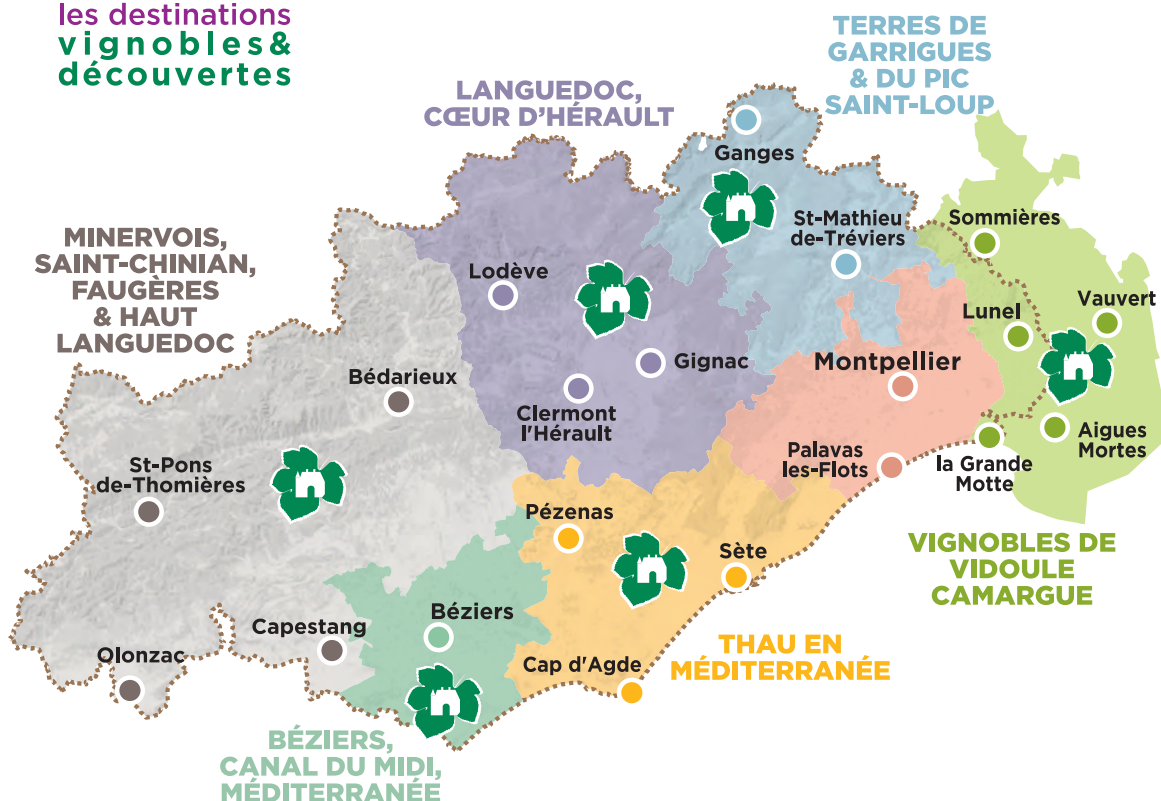 les destinations
vignobles&
découvertes
TERRES DE
GARRIGUES
& DU PIC
SAINT-LOUP
LANGUEDOC,
CŒUR D'HÉRAULT
Ganges
St-Mathieu
de-Tréviers
Sommières
MINERVOIS,
SAINT-CHINIAN,
FAUGÈRES
& HAUT
LANGUEDOC
Lodève
Lunel
Vauvert
Gignac
Montpellier
Bédarieux
Clermont
l'Hérault
Aigues
Mortes
Palavas
les-Flots
la Grande
Motte
St-Pons
de-Thomières
Pézenas
Sète
VIGNOBLES DE
VIDOULE
CAMARGUE
Béziers
Capestang
Olonzac
Cap d'Agde
THAU EN
MÉDITERRANÉE
BÉZIERS,
CANAL DU MIDI,
MÉDITERRANÉE